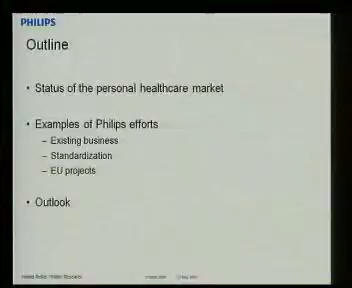 PHILIPS
Outline
• Status of the personal healthcare market
• Examples of Philips efforts
– Existing business
– Standardization
– EU projects
• Outlook